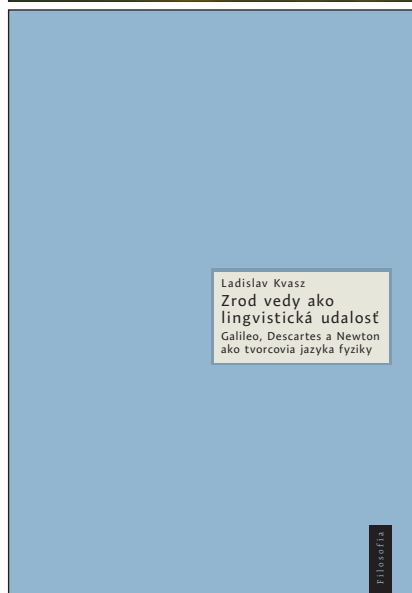 Ladislav Kvasz
Zrod vedy ako
lingvistická udalosť
Galileo, Descartes a Newton
ako tvorcovia jazyka fyziky
Filosofia